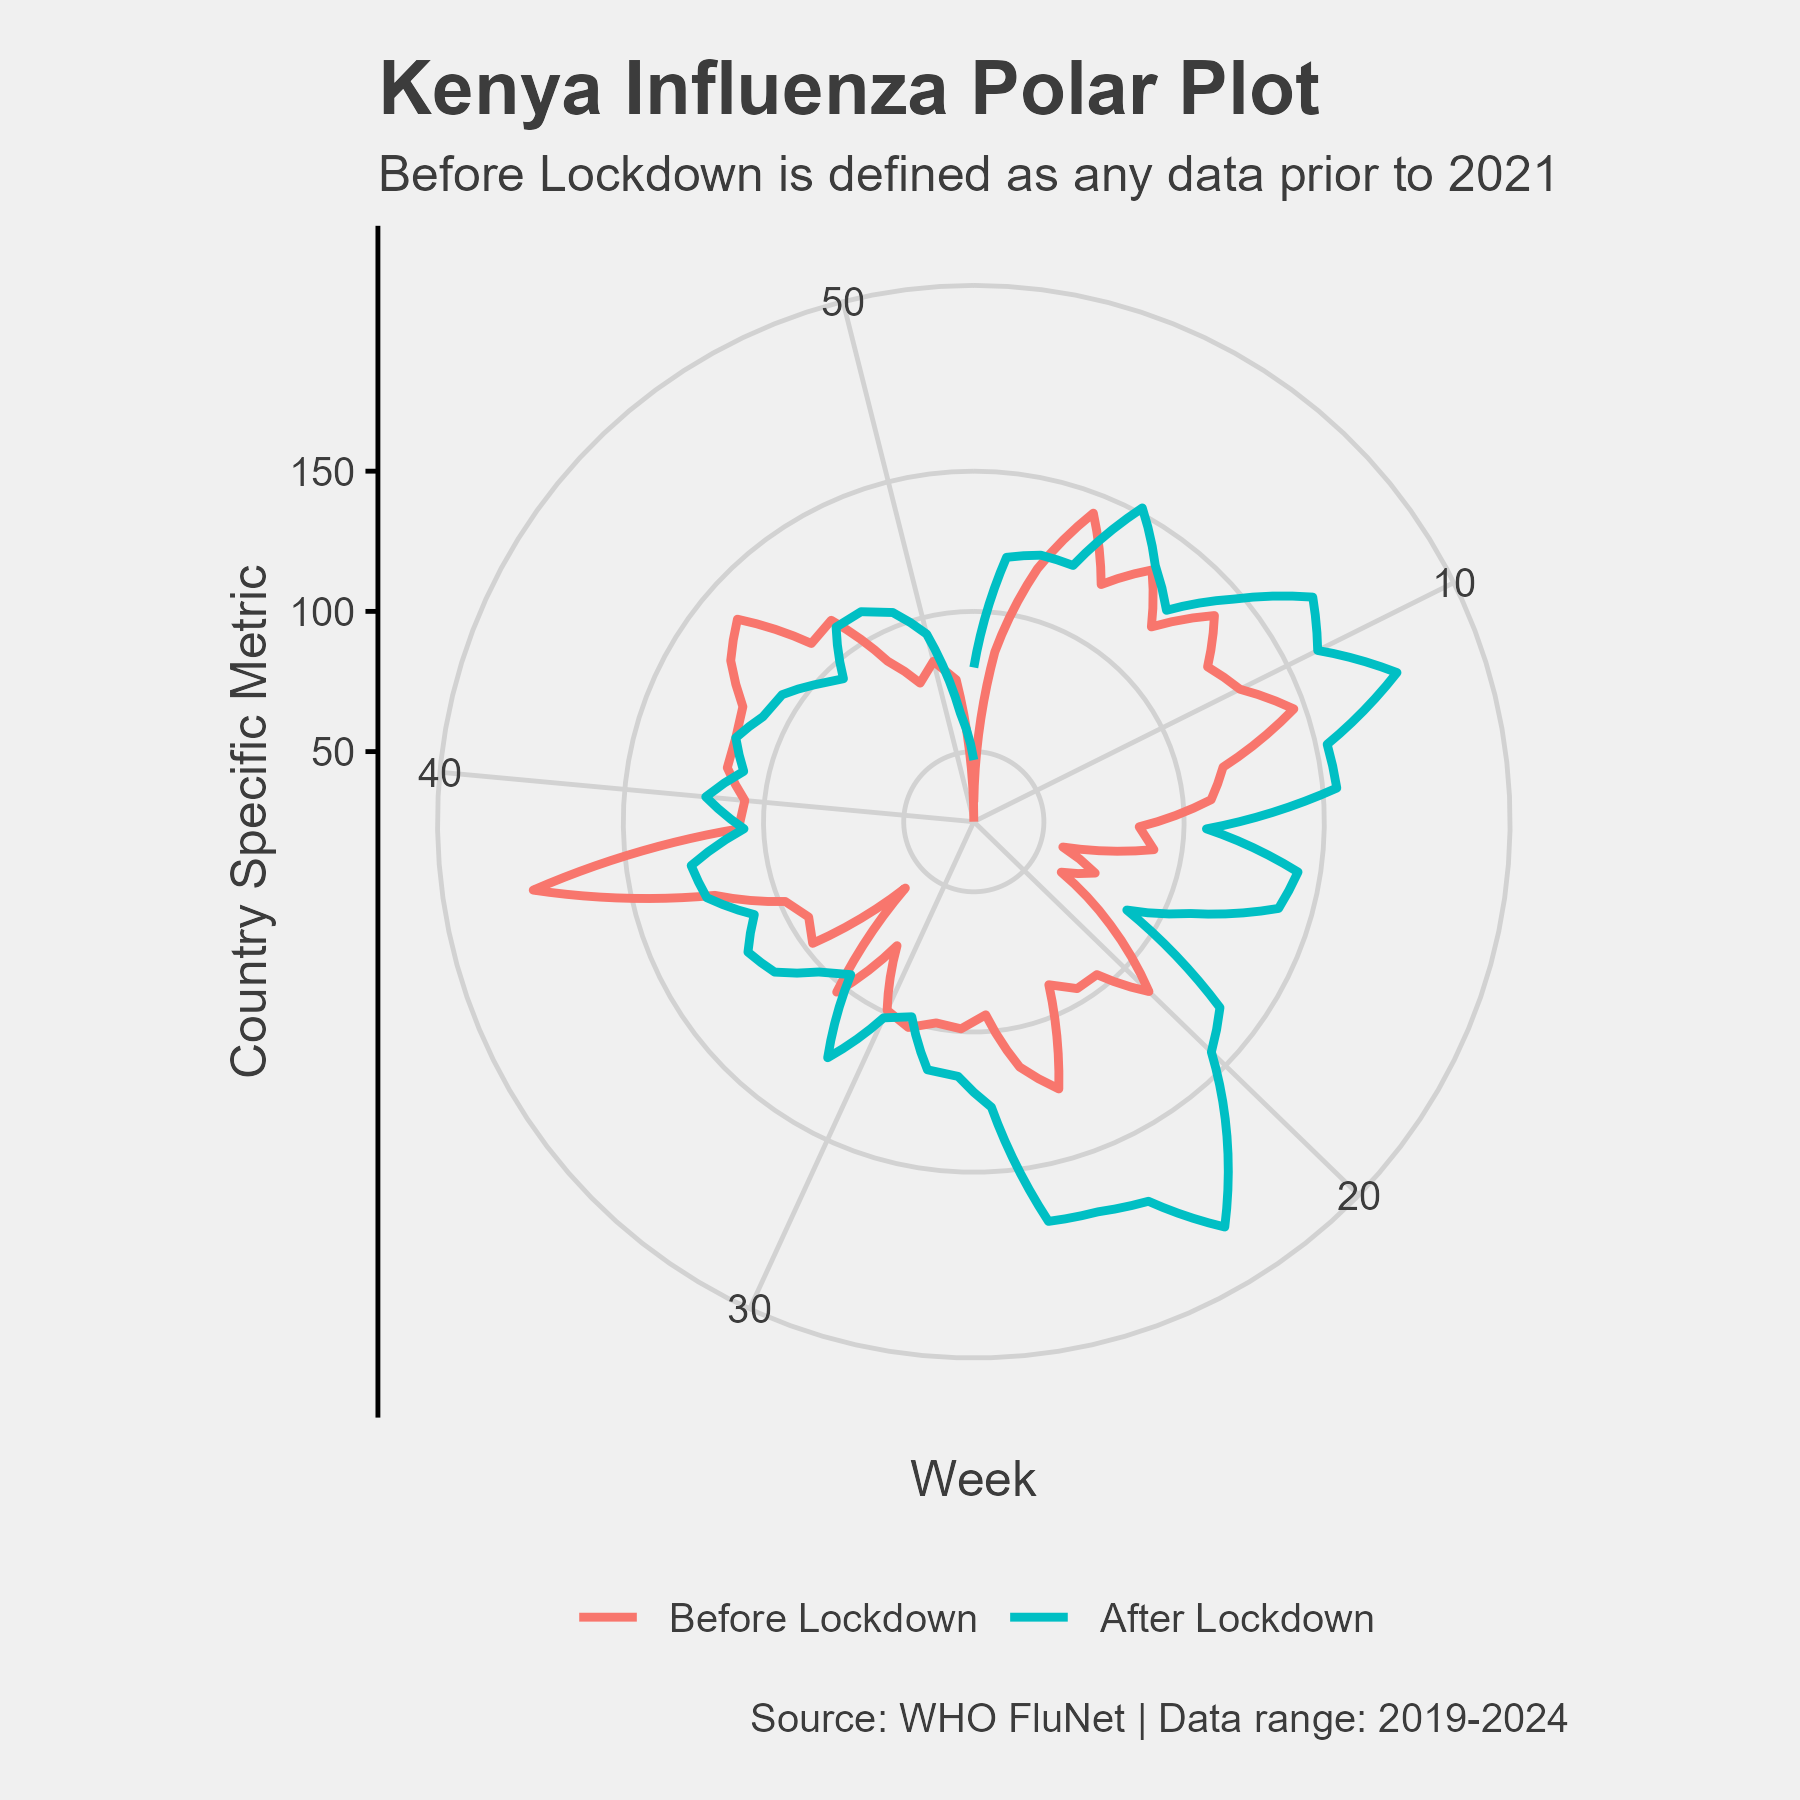 Kenya Influenza Polar Plot
Before Lockdown is defined as any data prior to 2021
50
10
150
100
50
40
20
30
Country Specific Metric
Week
Before Lockdown
After Lockdown
Source: WHO FluNet | Data range: 2019-2024